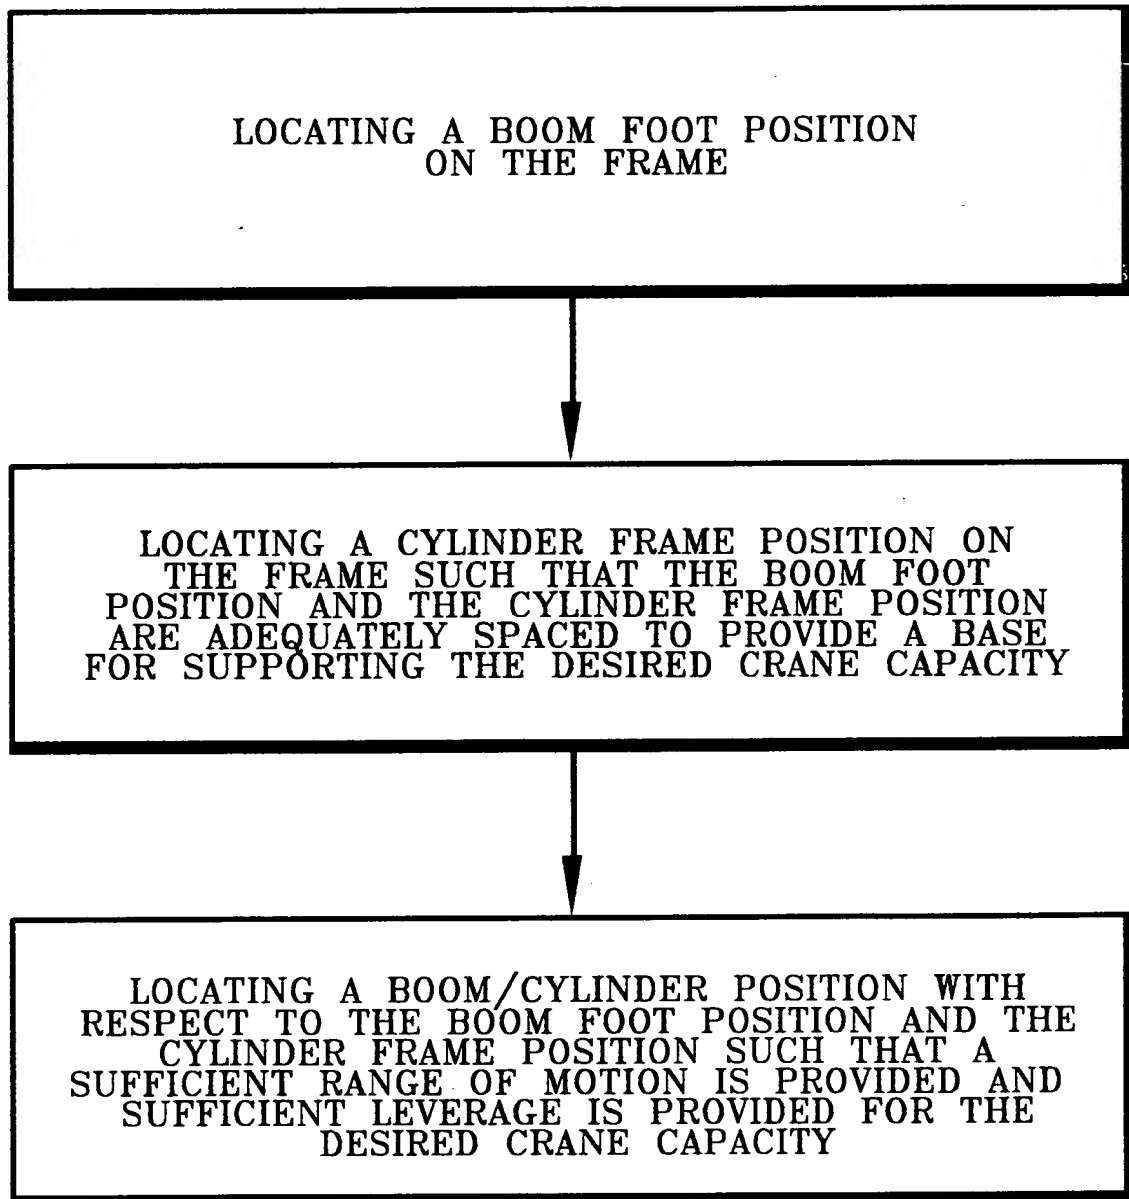 LOCATING A BOOM FOOT POSITION
ON THE FRAME
LOCATING A CYLINDER FRAME POSITION ON
THE FRAME SUCH THAT THE BOOM FOOT
POSITION AND THE CYLINDER FRAME POSITION
ARE ADEQUATELY SPACED TO PROVIDE A BASE
FOR SUPPORTING THE DESIRED CRANE CAPACITY
LOCATING A BOOM/CYLINDER POSITION WITH
RESPECT TO THE BOOM FOOT POSITION AND THE
CYLINDER FRAME POSITION SUCH THAT A
SUFFICIENT RANGE OF MOTION IS PROVIDED AND
SUFFICIENT LEVERAGE IS PROVIDED FOR THE
DESIRED CRANE CAPACITY